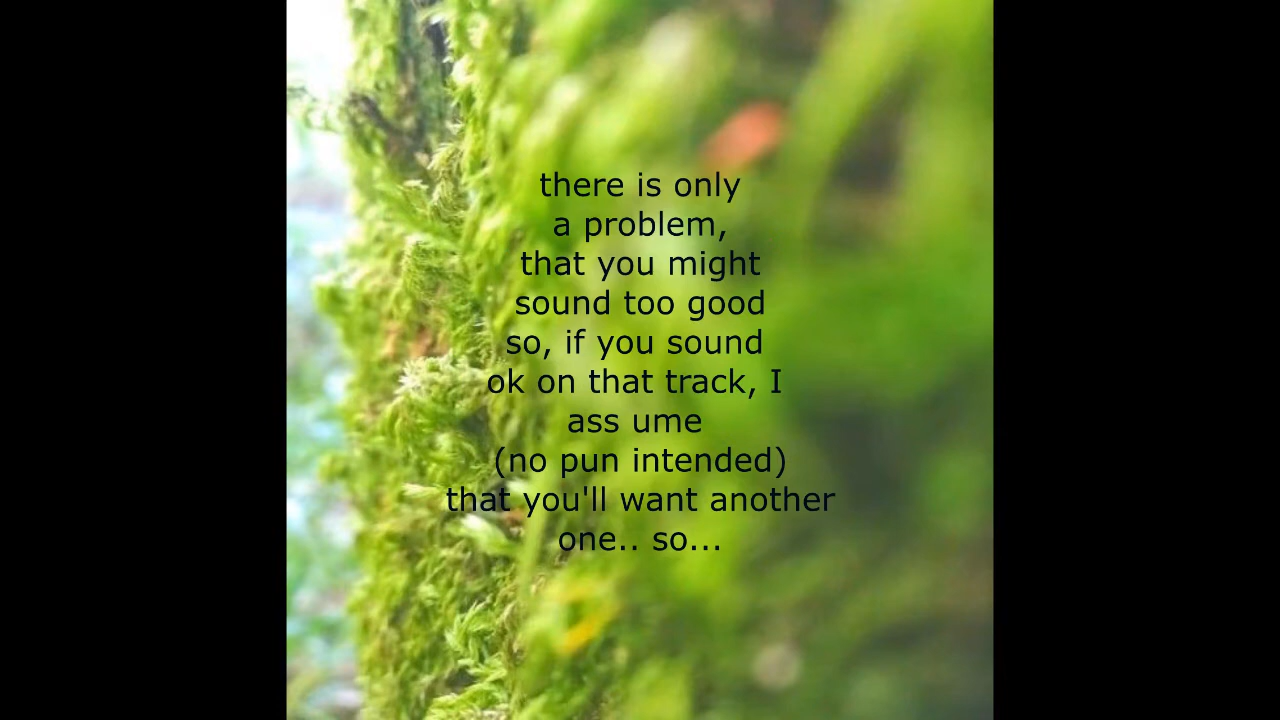 there is only
a problem,
that you might
sound too good
so, if you sound
ok on that track, I
ass ume
(no pun intended)
that you'll want another
one.. so...